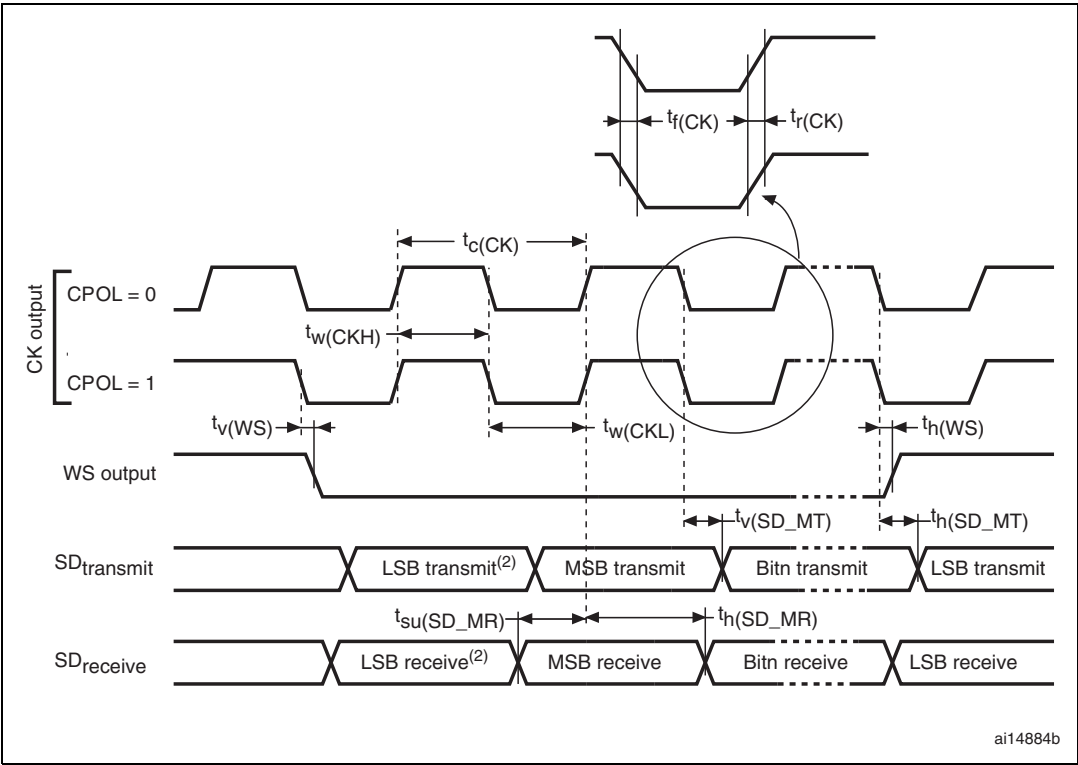 tf(CK)
tr(CK)
tc(CK)
CK output
CPOL = 0
tw(CKH)
CPOL = 1
tv(WS)
tw(CKL)
th(WS)
WS output
tv(SD_MT)
th(SD_MT)
SDtransmit
LSB transmit(2)
MSB transmit
Bitn transmit
LSB transmit
tsu(SD_MR)
th(SD_MR)
SDreceive
LSB receive(2)
MSB receive
Bitn receive
LSB receive
ai14884b